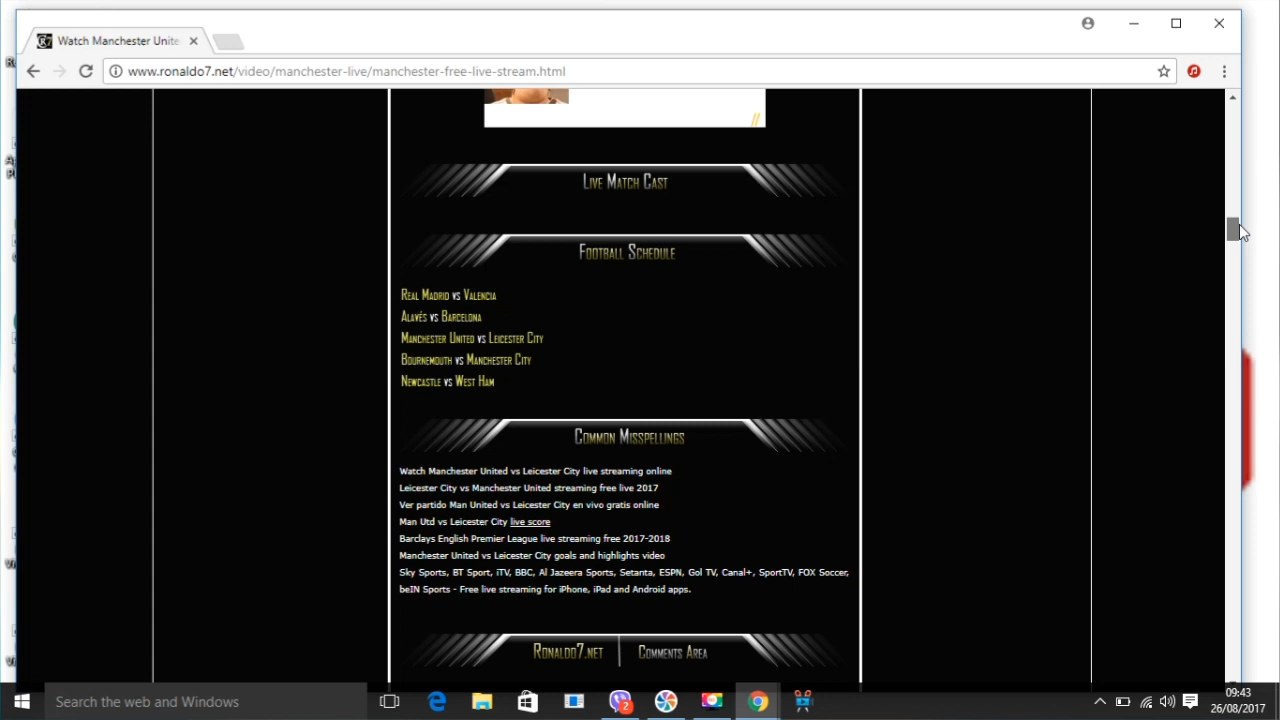 Watch Manchester Unite
www.ronaldo7.net/video/manchester-live/manchester-free-live-stream.html
Live Match Cast
Football Schedule
Real Madrid vs Valencia
Alavés vs Barcelona
Manchester United vs Leicester City
Bournemouth vs Manchester City
Newcastle vs West Ham
Common Misspellings
Watch Manchester United vs Leicester City live streaming online
Leicester City vs Manchester United streaming free live 2017
Ver partido Man United vs Leicester City en vivo gratis online
Man Utd vs Leicester City live score
Barclays English Premier League live streaming free 2017-2018
Manchester United vs Leicester City goals and highlights video
Sky Sports, BT Sport, iTV, BBC, Al Jazeera Sports, Setanta, ESPN, Gol TV, Canal+, SportTV, FOX Soccer,
beIN Sports - Free live streaming for iPhone, iPad and Android apps.
Ronaldo7.net Comments Area
Search the web and Windows
2
09:43
26/08/2017